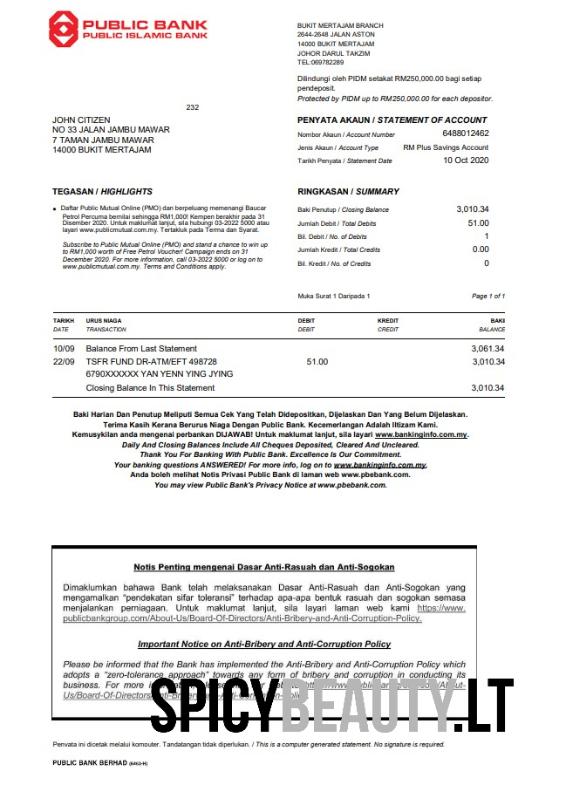 PUBLIC BANK
PUBLIC ISLAMIC BANK
BUKIT MERTAJAM BRANCH
2644-2648 JALAN ASTON
14000 BUKIT MERTAJAM
JOHOR DARUL TAKZIM
TEL:069782289
Dilindungi oleh PIDM setakat RM250,000.00 bagi setiap
pendeposit.
Protected by PIDM up to RM250,000.00 for each depositor.
232
JOHN CITIZEN
NO 33 JALAN JAMBU MAWAR
7 TAMAN JAMBU MAWAR
14000 BUKIT MERTAJAM
PENYATA AKAUN / STATEMENT OF ACCOUNT
Nombor Akaun / Account Number 6488012462
Jenis Akaun / Account Type RM Plus Savings Account
Tarikh Penyata / Statement Date 10 Oct 2020
TEGASAN / HIGHLIGHTS
• Daftar Public Mutual Online (PMO) dan berpeluang memenangi Baucar
Petrol Percuma bernilai sehingga RM1,000! Kempen berakhir pada 31
Disember 2020. Untuk maklumat lanjut, sila hubungi 03-2022 5000 atau
layari www.publicmutual.com.my. Tertakluk pada Terma dan Syarat.
Subscribe to Public Mutual Online (PMO) and stand a chance to win up
to RM1,000 worth of Free Petrol Voucher! Campaign ends on 31
December 2020. For more information, call 03-2022 5000 or log on to
www.publicmutual.com.my. Terms and Conditions apply.
RINGKASAN / SUMMARY
Baki Penutup / Closing Balance 3,010.34
Jumlah Debit / Total Debits 51.00
Bil. Debit / No. of Debits 1
Jumlah Kredit / Total Credits 0.00
Bil. Kredit / No. of Credits 0
Muka Surat 1 Daripada 1 Page 1 of 1
TARIKH URUS NIAGA DEBIT KREDIT BAKI
DATE TRANSACTION DEBIT CREDIT BALANCE
10/09 Balance From Last Statement 3,061.34
22/09 TSFR FUND DR-ATM/EFT 498728 51.00 3,010.34
6790XXXXXX YAN YENN YING JYING
Closing Balance In This Statement 3,010.34
Baki Harian Dan Penutup Meliputi Semua Cek Yang Telah Didepositkan, Dijelaskan Dan Yang Belum Dijelaskan.
Terima Kasih Kerana Berurus Niaga Dengan Public Bank. Kecemerlangan Adalah Iltizam Kami.
Kemusykilan anda mengenai perbankan DIJAWAB! Untuk maklumat lanjut, sila layari www.bankinginfo.com.my.
Daily And Closing Balances Include All Cheques Deposited, Cleared And Uncleared.
Thank You For Banking With Public Bank. Excellence Is Our Commitment.
Your banking questions ANSWERED! For more info, log on to www.bankinginfo.com.my.
Anda boleh melihat Notis Privasi Public Bank di laman web www.pbebank.com.
You may view Public Bank's Privacy Notice at www.pbebank.com.
Notis Penting mengenai Dasar Anti-Rasuah dan Anti-Sogokan
Dimaklumkan bahawa Bank telah melaksanakan Dasar Anti-Rasuah dan Anti-Sogokan yang
mengamalkan "pendekatan sifar toleransi" terhadap apa-apa bentuk rasuah dan sogokan semasa
menjalankan perniagaan. Untuk maklumat lanjut, sila layari laman web kami https://www.
publicbankgroup.com/About-Us/Board-Of-Directors/Anti-Bribery-and-Anti-Corruption-Policy.
Important Notice on Anti-Bribery and Anti-Corruption Policy
Please be informed that the Bank has implemented the Anti-Bribery and Anti-Corruption Policy which
adopts a "zero-tolerance approach" towards any form of bribery and corruption in conducting its
business. For more
Us/Board-Of-Directors
SPICYBEAUTY.LT
Penyata ini dicetak melalui komputer. Tandatangan tidak diperlukan. / This is a computer generated statement. No signature is required.
PUBLIC BANK BERHAD (6463-H)